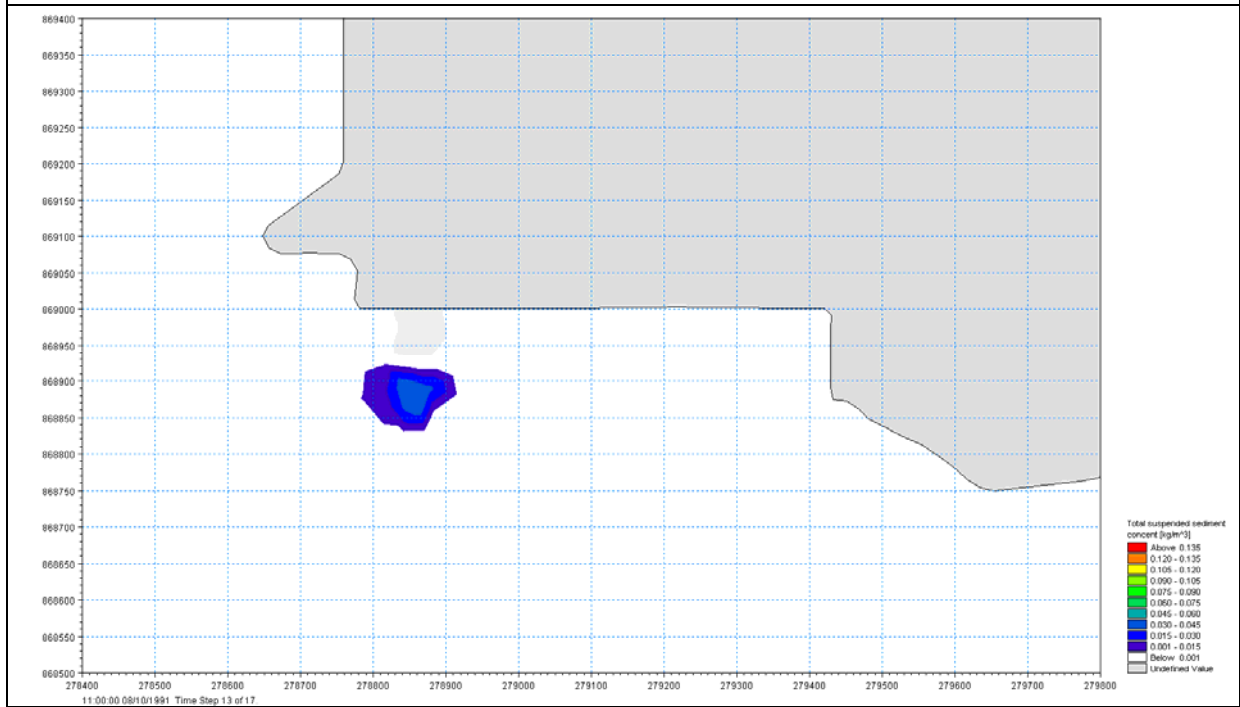 869400
869350
869300
869250
869200
869150
869100
869050
869000
868950
868900
868850
868800
868750
868700
868650
868600
868550
868500
278400 278500 278600 278700 278800 278900 279000 279100 279200 279300 279400 279500 279600 279700 279800
11:00:00 08/10/1991 Time Step 13 of 17.
Total suspended sediment
concent.[kg/m^3]
Above 0.135
0.120 - 0.135
0.105 - 0.120
0.090 - 0.105
0.075 - 0.090
0.060 - 0.075
0.045 - 0.060
0.030 - 0.045
0.015 - 0.030
0.001 - 0.015
Below 0.001
Undefined Value